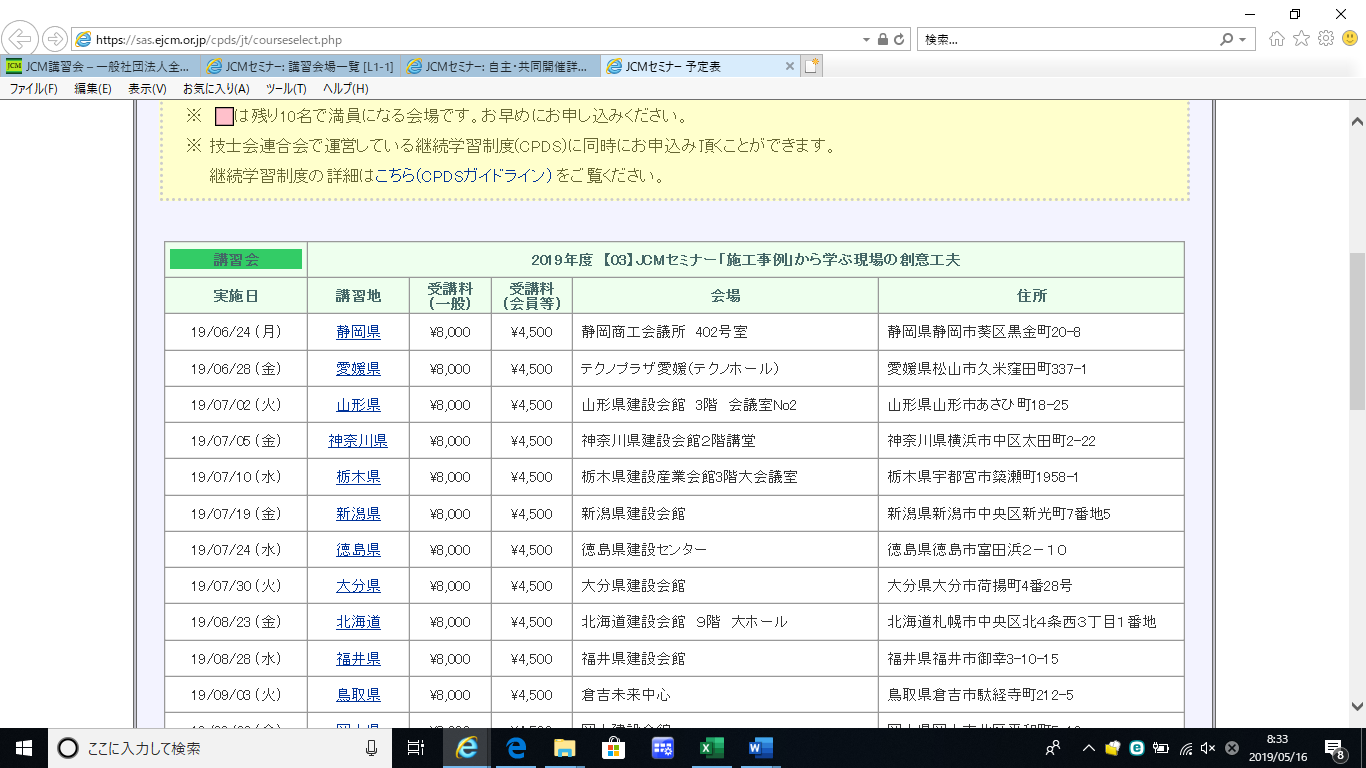 https://sas.ejcm.or.jp/cpds/jt/courseselect.php
検索...
JCM講習会 – 一般社団法人全...
JCMセミナー: 講習会場一覧 [L1-1]
JCMセミナー: 自主・共同開催詳...
JCMセミナー 予定表
ファイル(F) 編集(E) 表示(V) お気に入り(A) ツール(T) ヘルプ(H)
※ は残り10名で満員になる会場です。お早めにお申し込みください。
※ 技士会連合会で運営している継続学習制度(CPDS)に同時にお申込み頂くことができます。
継続学習制度の詳細はこちら(CPDSガイドライン)をご覧ください。
講習会 2019年度 【03】JCMセミナー「施工事例」から学ぶ現場の創意工夫
実施日 講習地 受講料(一般) 受講料(会員等) 会場 住所
19/06/24(月) 静岡県 ¥8,000 ¥4,500 静岡商工会議所 402号室 静岡県静岡市葵区黒金町20-8
19/06/28(金) 愛媛県 ¥8,000 ¥4,500 テクノプラザ愛媛(テクノホール) 愛媛県松山市久米窪田町337-1
19/07/02(火) 山形県 ¥8,000 ¥4,500 山形県建設会館 3階 会議室No2 山形県山形市あさひ町18-25
19/07/05(金) 神奈川県 ¥8,000 ¥4,500 神奈川県建設会館２階講堂 神奈川県横浜市中区太田町2-22
19/07/10(水) 栃木県 ¥8,000 ¥4,500 栃木県建設産業会館3階大会議室 栃木県宇都宮市簗瀬町1958-1
19/07/19(金) 新潟県 ¥8,000 ¥4,500 新潟県建設会館 新潟県新潟市中央区新光町7番地5
19/07/24(水) 徳島県 ¥8,000 ¥4,500 徳島県建設センター 徳島県徳島市富田浜２－１０
19/07/30(火) 大分県 ¥8,000 ¥4,500 大分県建設会館 大分県大分市荷揚町4番28号
19/08/23(金) 北海道 ¥8,000 ¥4,500 北海道建設会館 ９階 大ホール 北海道札幌市中央区北４条西３丁目１番地
19/08/28(水) 福井県 ¥8,000 ¥4,500 福井県建設会館 福井県福井市御幸3-10-15
19/09/03(火) 鳥取県 ¥8,000 ¥4,500 倉吉未来中心 鳥取県倉吉市駄経寺町212-5
ここに入力して検索
8:33
2019/05/16
8